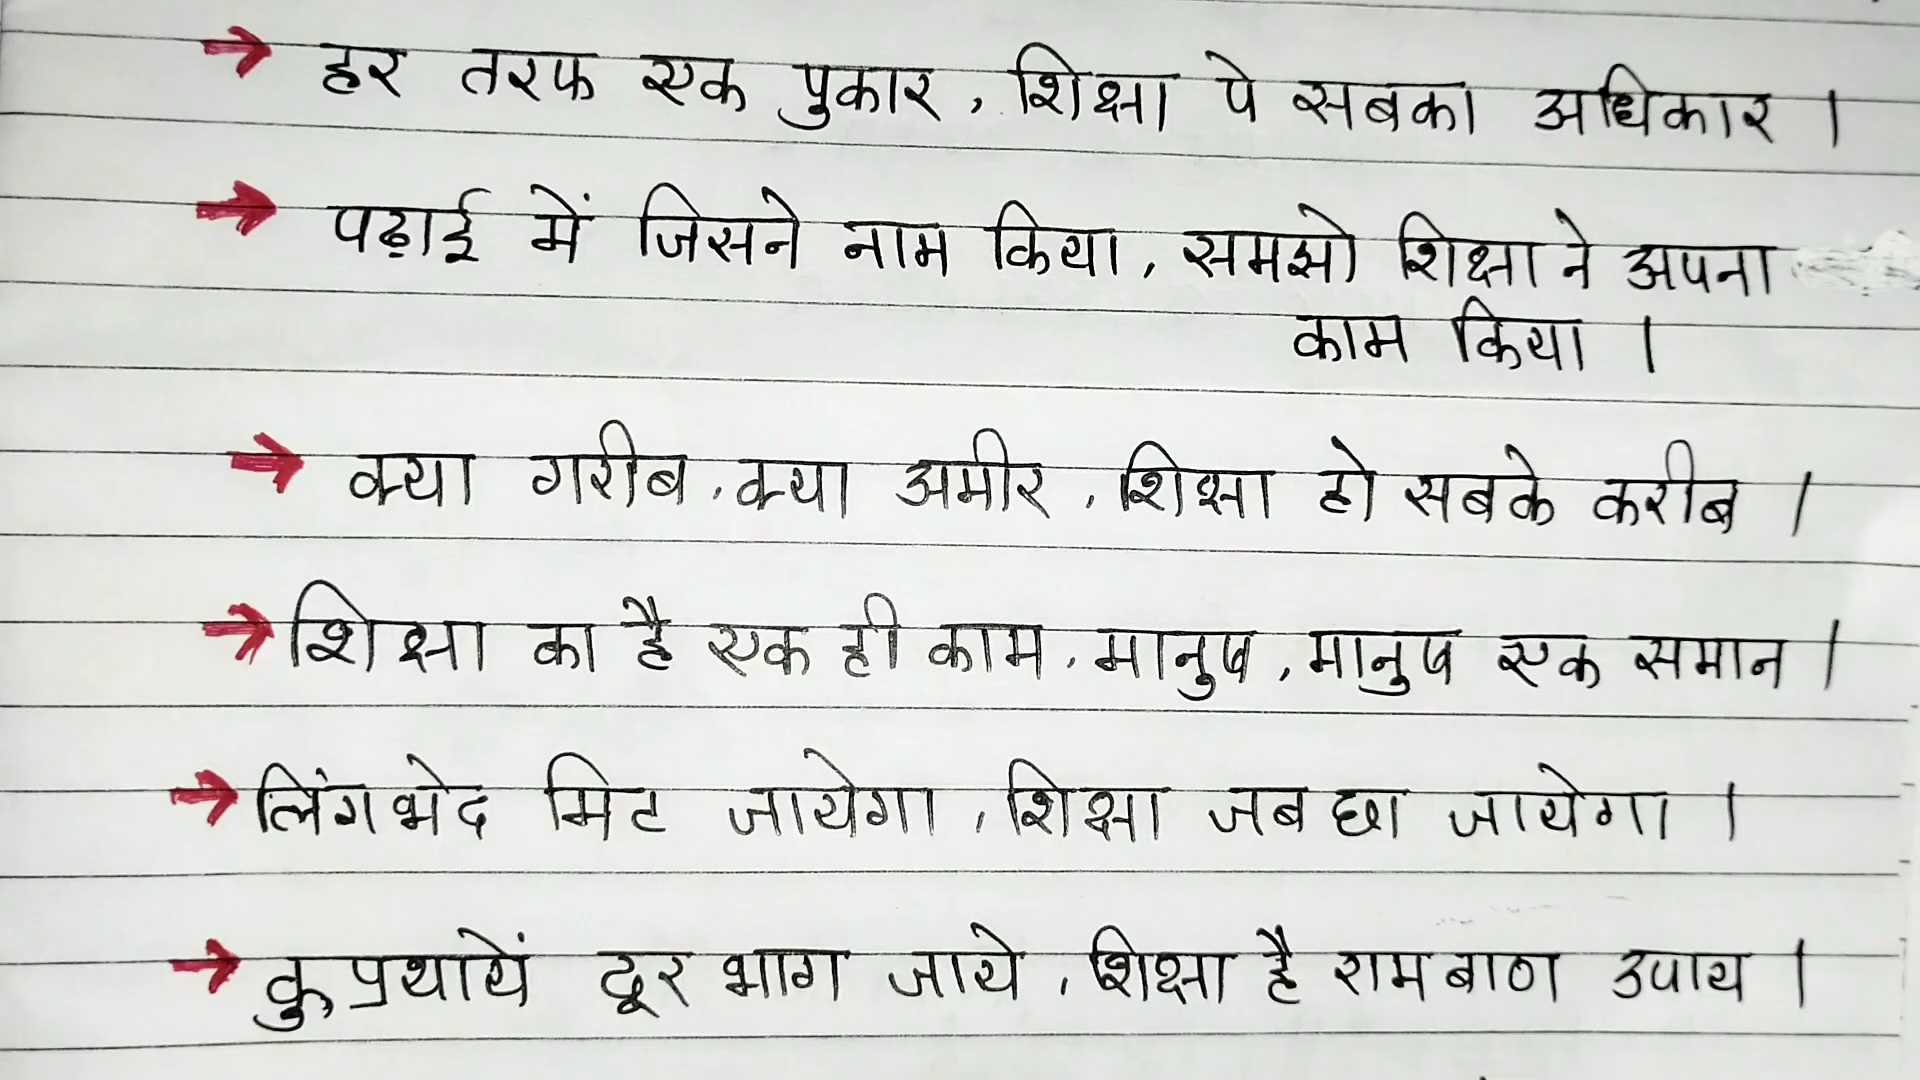 → हर तरफ एक पुकार, शिक्षा पे सबका अधिकार ।
→ पढ़ाई में जिसने नाम किया, समझो शिक्षा ने अपना
काम किया ।
→ क्या गरीब, क्या अमीर, शिक्षा हो सबके करीब ।
→ शिक्षा का है एक ही काम, मानुष, मानुष एक समान ।
→ लिंगभेद मिट जायेगा, शिक्षा जब छा जायेगा ।
→ कुप्रथायें दूर भाग जाये, शिक्षा है रामबाण उपाय ।